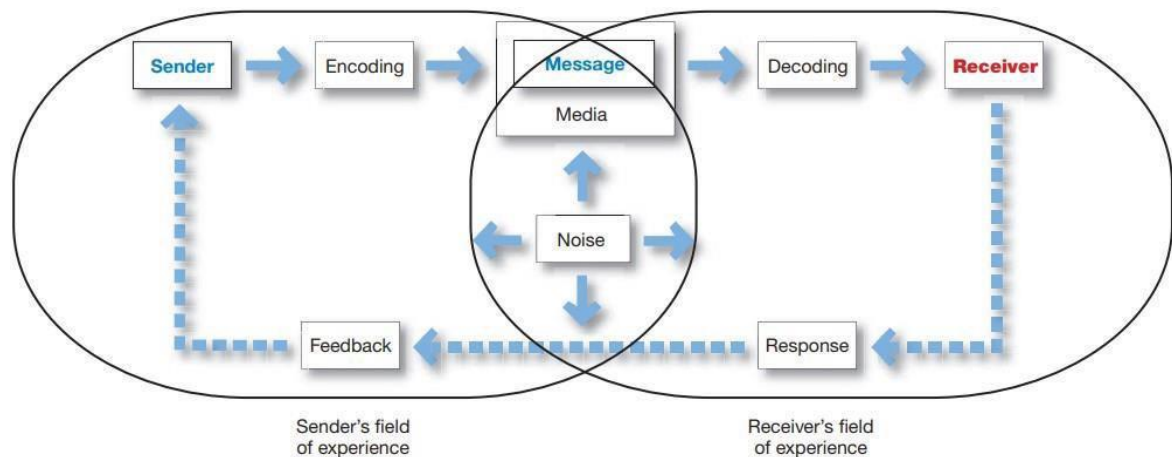 Sender
Encoding
Message
Decoding
Receiver
Media
Noise
Feedback
Response
Sender's field
of experience
Receiver's field
of experience